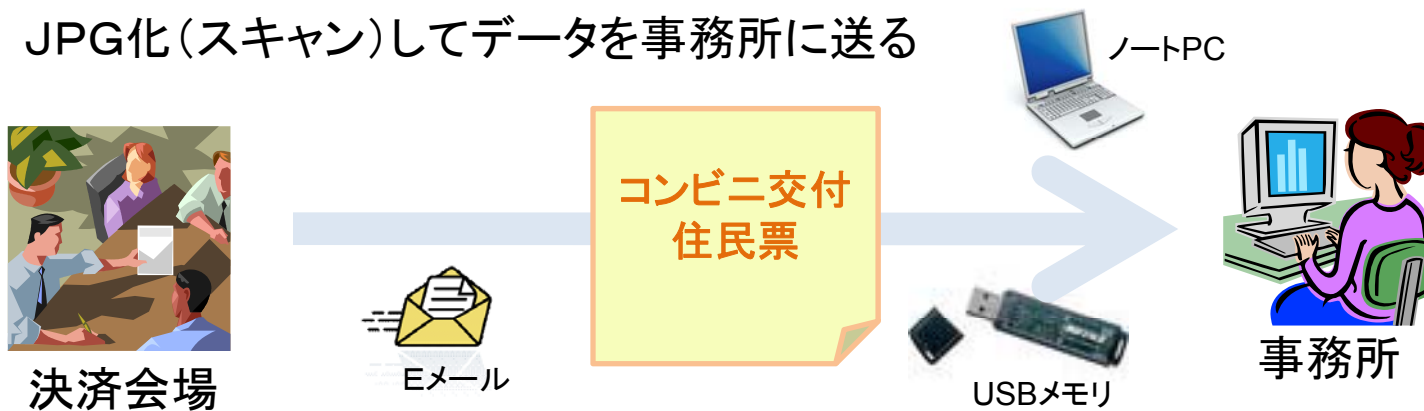 JPG化(スキャン)してデータを事務所に送る
ノートPC
コンビニ交付
住民票
Eメール
USBメモリ
決済会場
事務所